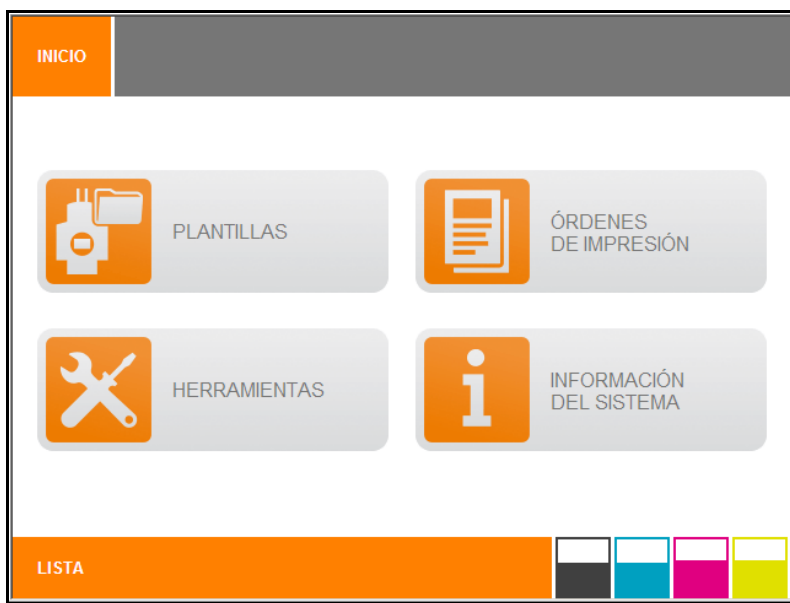 INICIO
PLANTILLAS
ÓRDENES
DE IMPRESIÓN
HERRAMIENTAS
INFORMACIÓN
DEL SISTEMA
LISTA